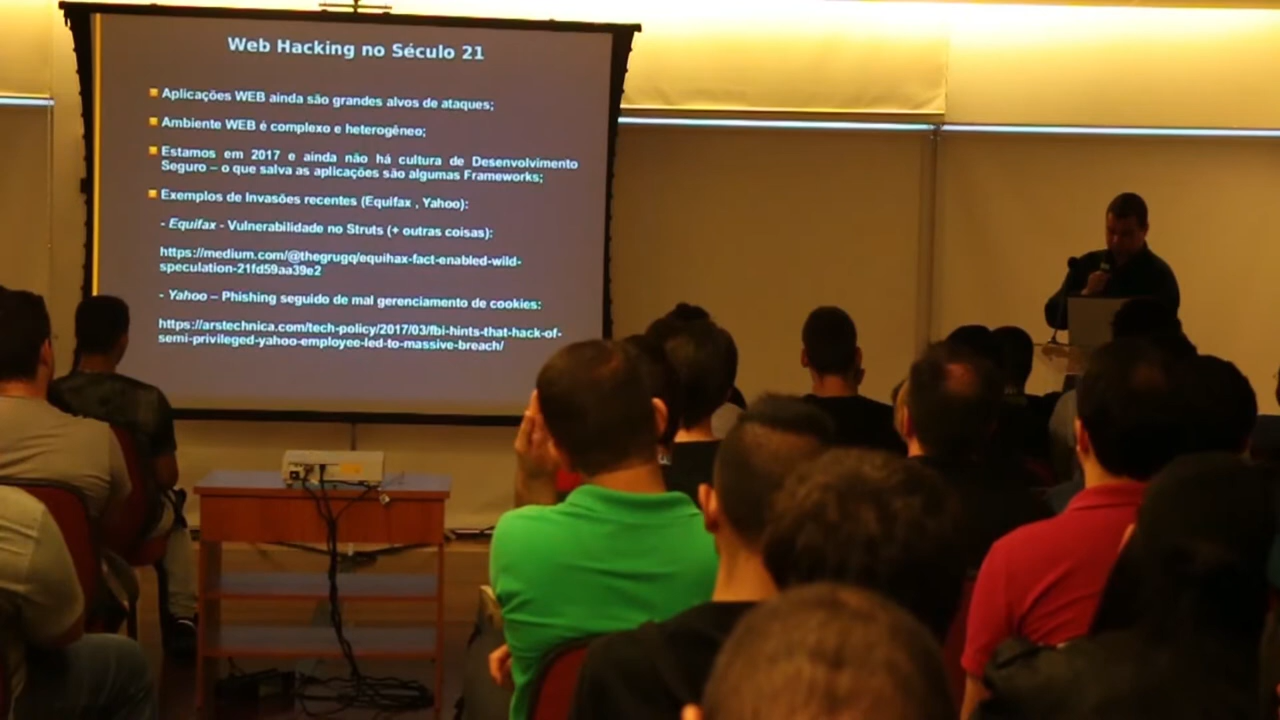 Web Hacking no Século 21
Aplicações WEB ainda são grandes alvos de ataques;
Ambiente WEB é complexo e heterogêneo;
Estamos em 2017 e ainda não há cultura de Desenvolvimento
Seguro – o que salva as aplicações são algumas Frameworks;
Exemplos de Invasões recentes (Equifax , Yahoo):
- Equifax - Vulnerabilidade no Struts (+ outras coisas):
https://medium.com/@thegrugq/equihax-fact-enabled-wild-
speculation-21fd59aa39e2
- Yahoo – Phishing seguido de mal gerenciamento de cookies:
https://arstechnica.com/tech-policy/2017/03/fbi-hints-that-hack-of-
semi-privileged-yahoo-employee-led-to-massive-breach/